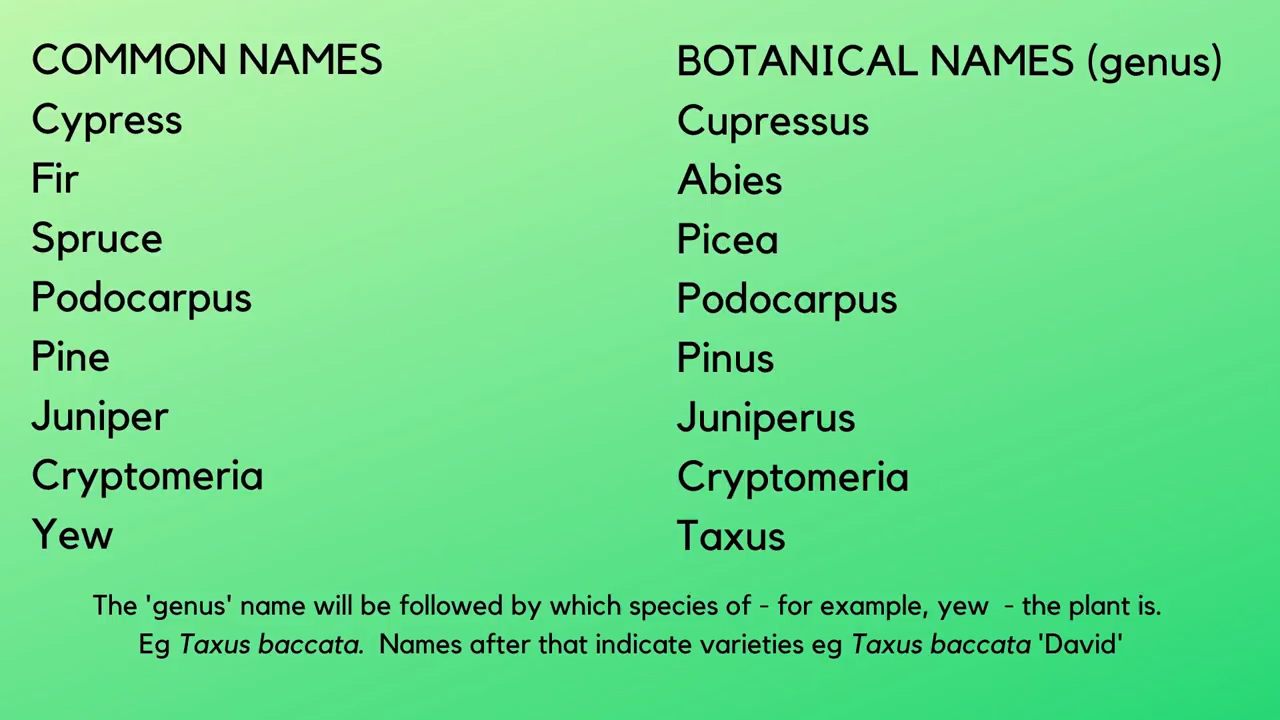 COMMON NAMES
Cypress
Fir
Spruce
Podocarpus
Pine
Juniper
Cryptomeria
Yew
BOTANICAL NAMES (genus)
Cupressus
Abies
Picea
Podocarpus
Pinus
Juniperus
Cryptomeria
Taxus
The 'genus' name will be followed by which species of - for example, yew - the plant is.
Eg Taxus baccata. Names after that indicate varieties eg Taxus baccata 'David'